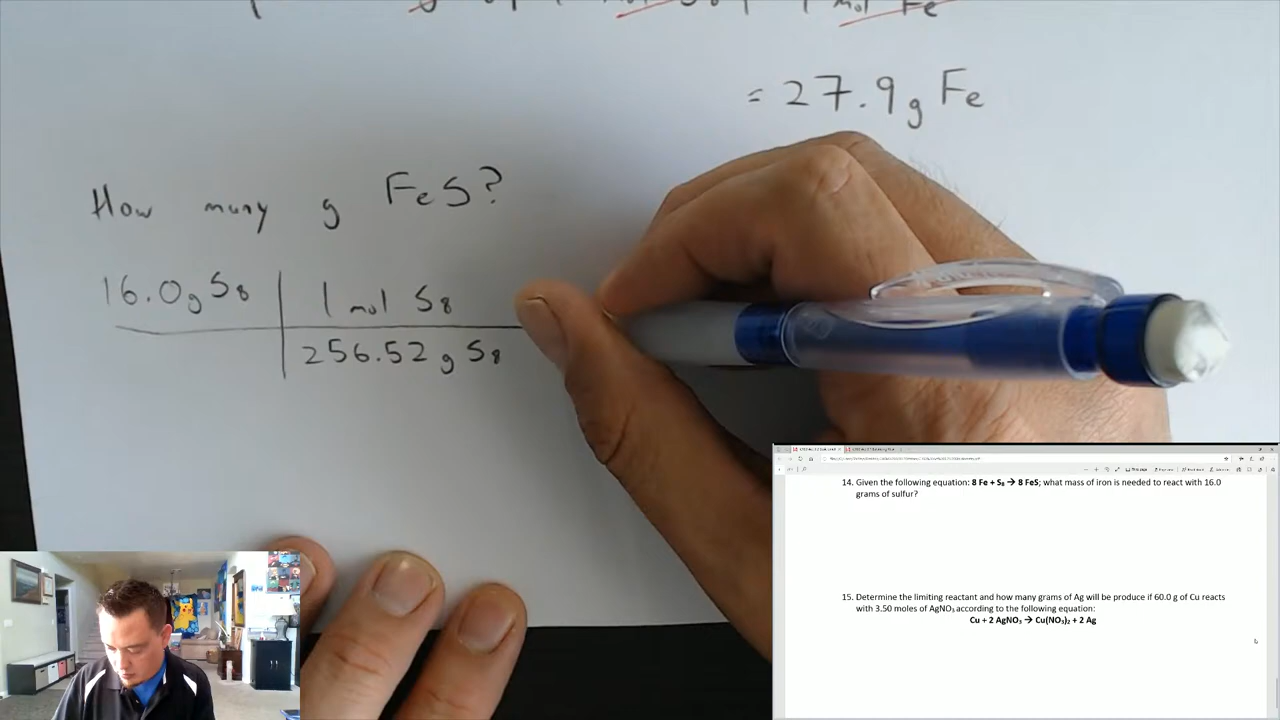 mol Fe
= 27.9g Fe
How many g FeS?
16.0g S8 1 mol S8
256.52 g S8
14. Given the following equation: 8 Fe + S₈ → 8 FeS; what mass of iron is needed to react with 16.0
grams of sulfur?
15. Determine the limiting reactant and how many grams of Ag will be produce if 60.0 g of Cu reacts
with 3.50 moles of AgNO₃ according to the following equation:
Cu + 2 AgNO₃ → Cu(NO₃)₂ + 2 Ag